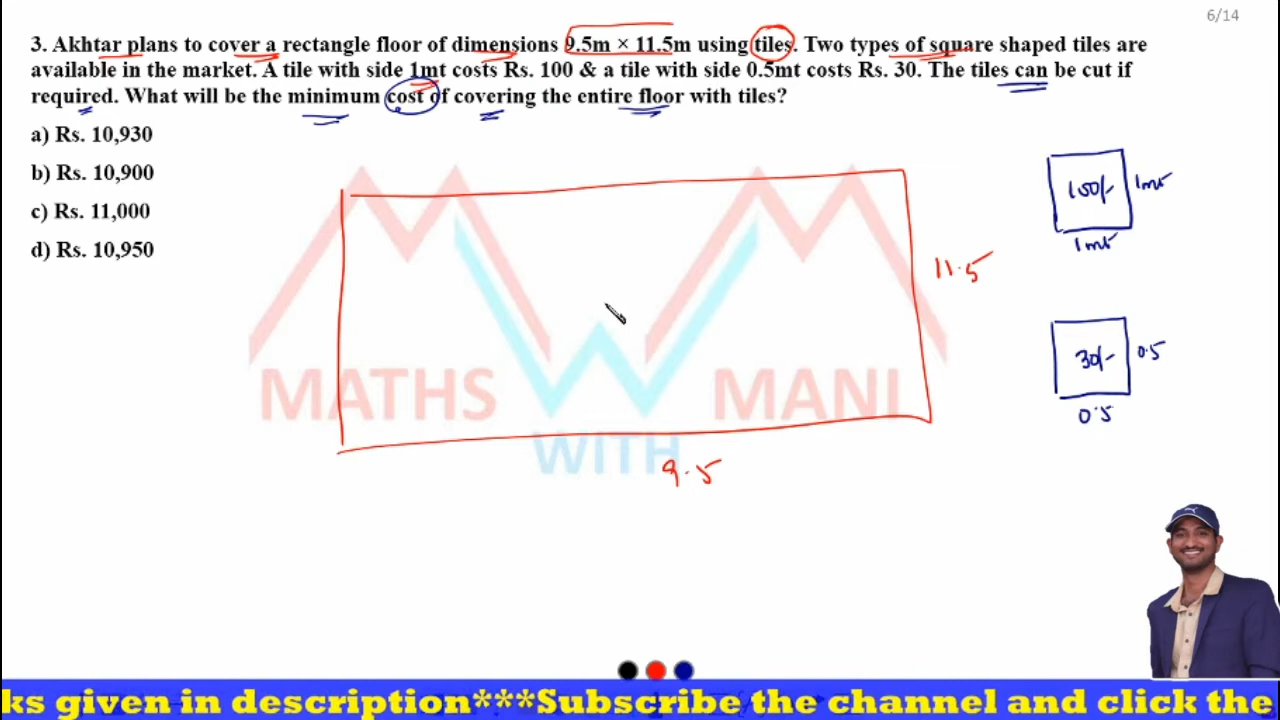 6/14
3. Akhtar plans to cover a rectangle floor of dimensions 9.5m × 11.5m using tiles. Two types of square shaped tiles are
available in the market. A tile with side 1mt costs Rs. 100 & a tile with side 0.5mt costs Rs. 30. The tiles can be cut if
required. What will be the minimum cost of covering the entire floor with tiles?
a) Rs. 10,930
b) Rs. 10,900
c) Rs. 11,000
d) Rs. 10,950
100/-
1mt
1mt
11.5
30/-
0.5
0.5
MATHS
MANI
WITH
9.5
ks given in description***Subscribe the channel and click the